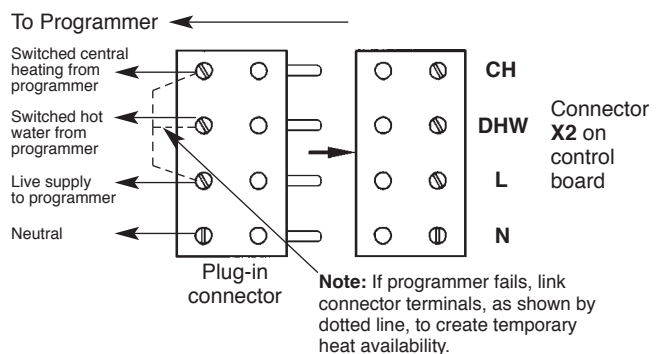 To Programmer
Switched central
heating from
programmer
Switched hot
water from
programmer
Live supply
to programmer
Neutral
Plug-in
connector
CH
DHW
L
N
Connector
X2 on
control
board
Note: If programmer fails, link
connector terminals, as shown by
dotted line, to create temporary
heat availability.